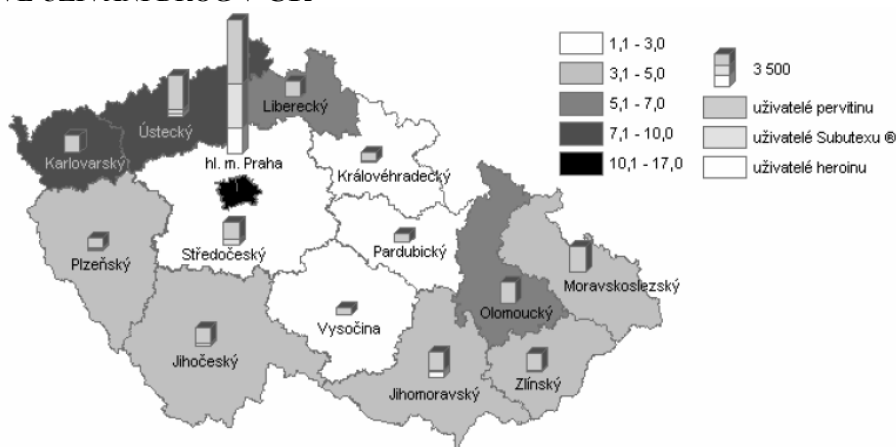 1,1 - 3,0
3,1 - 5,0
5,1 - 7,0
7,1 - 10,0
10,1 - 17,0
3 500
uživatelé pervitinu
uživatelé Subutexu ®
uživatelé heroinu
Liberecký
Ústecký
Karlovarský
hl. m. Praha
Královéhradecký
Středočeský
Pardubický
Plzeňský
Moravskoslezský
Olomoucký
Vysočina
Jihočeský
Jihomoravský
Zlínský